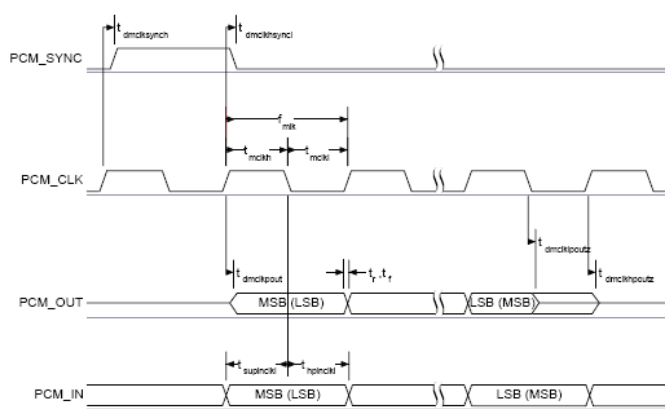 t dmclksynch
t dmclkhsyncl
PCM_SYNC
f mlk
t mclkh
t mclkl
PCM_CLK
t dmclklpoutz
t dmclkpout
t r ,t f
t dmclkhpoutz
PCM_OUT
MSB (LSB)
LSB (MSB)
t supinclkl
t hpinclkl
PCM_IN
MSB (LSB)
LSB (MSB)